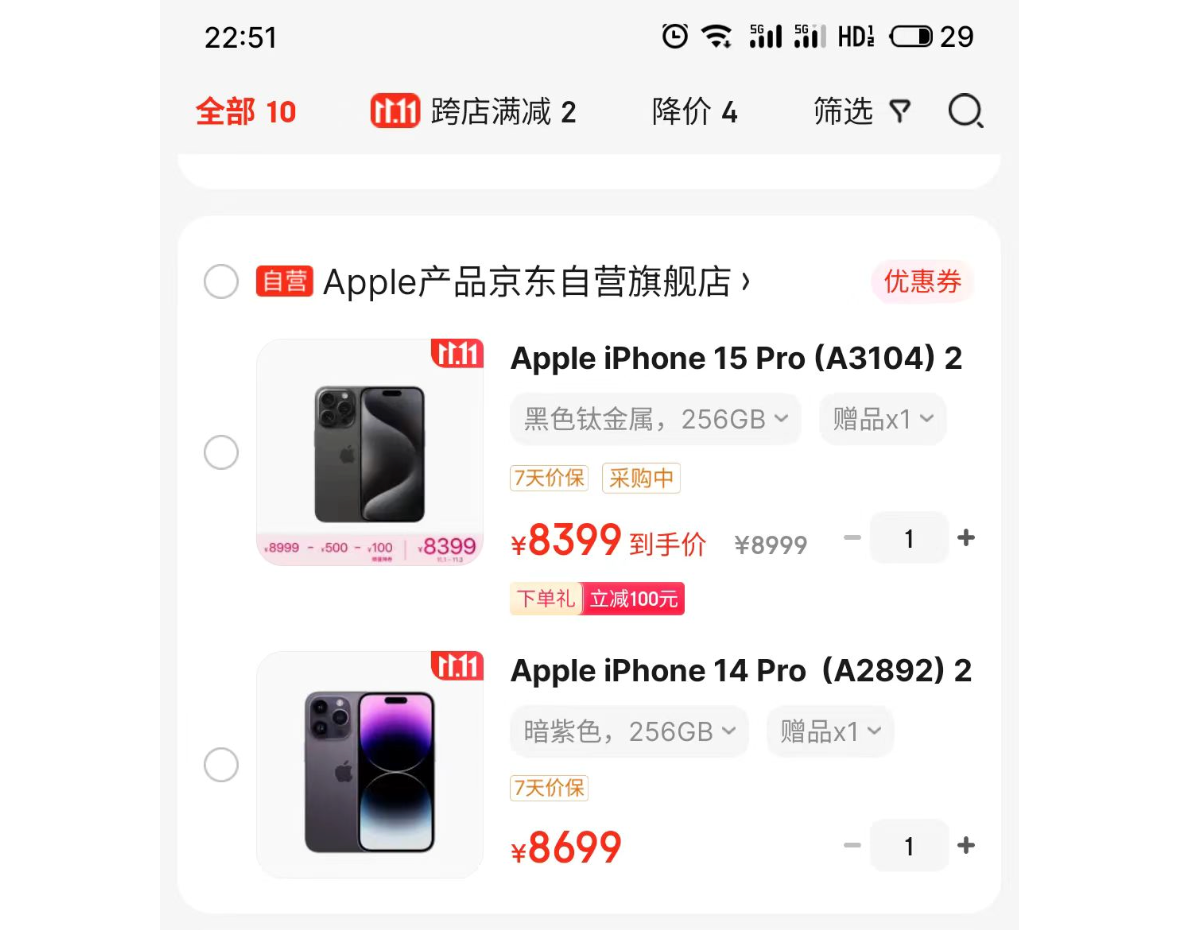 22:51 5G 5G HD 1 2 29
全部 10 11.11 跨店满减 2 降价 4 筛选
自营 Apple产品京东自营旗舰店 › 优惠券
11.11
Apple iPhone 15 Pro (A3104) 2
黑色钛金属，256GB 赠品x1
7天价保 采购中
¥8999 - ¥500 - ¥100 ¥8399
¥8399 到手价 ¥8999 − 1 +
下单礼 立减100元
11.11
Apple iPhone 14 Pro (A2892) 2
暗紫色，256GB 赠品x1
7天价保
¥8699 − 1 +